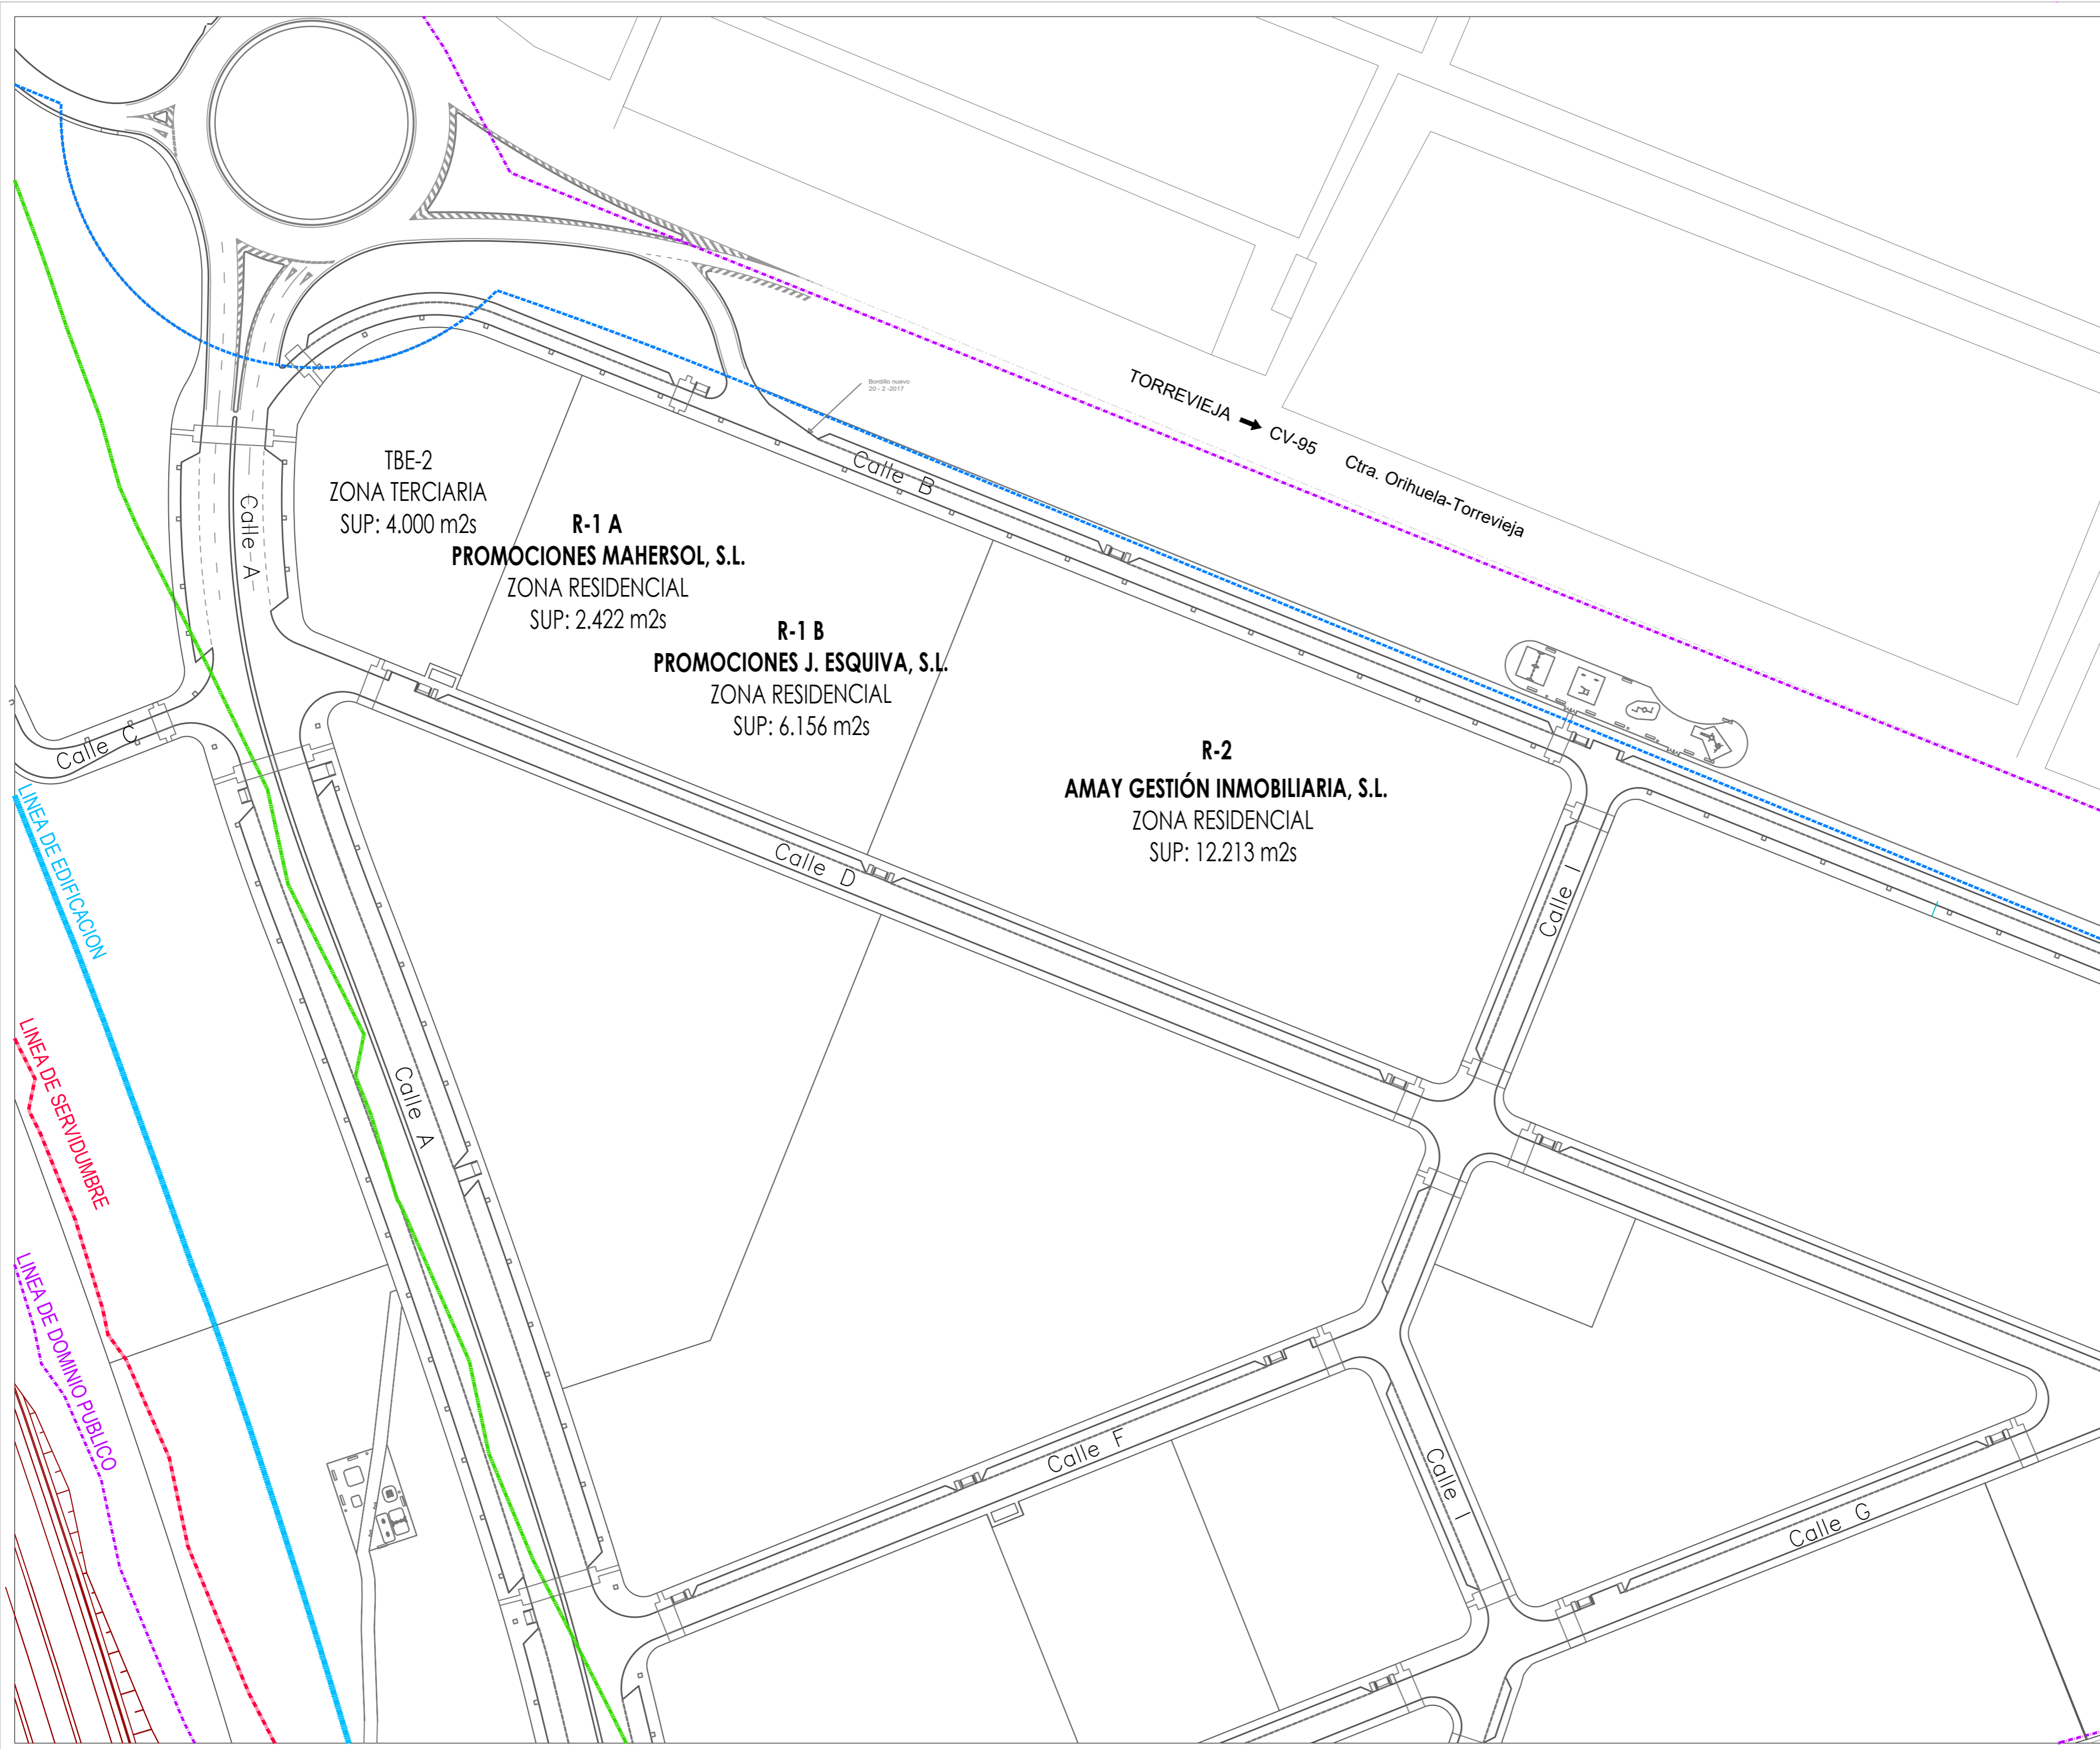 Bordillo nuevo
20 - 2 -2017
TORREVIEJA
CV-95
Ctra. Orihuela-Torrevieja
Calle B
TBE-2
ZONA TERCIARIA
SUP: 4.000 m2s
Calle A
R-1 A
PROMOCIONES MAHERSOL, S.L.
ZONA RESIDENCIAL
SUP: 2.422 m2s
R-1 B
PROMOCIONES J. ESQUIVA, S.L.
ZONA RESIDENCIAL
SUP: 6.156 m2s
R-2
AMAY GESTIÓN INMOBILIARIA, S.L.
ZONA RESIDENCIAL
SUP: 12.213 m2s
Calle C
Calle D
Calle I
LINEA DE EDIFICACION
LINEA DE SERVIDUMBRE
Calle A
LINEA DE DOMINIO PUBLICO
Calle F
Calle I
Calle G